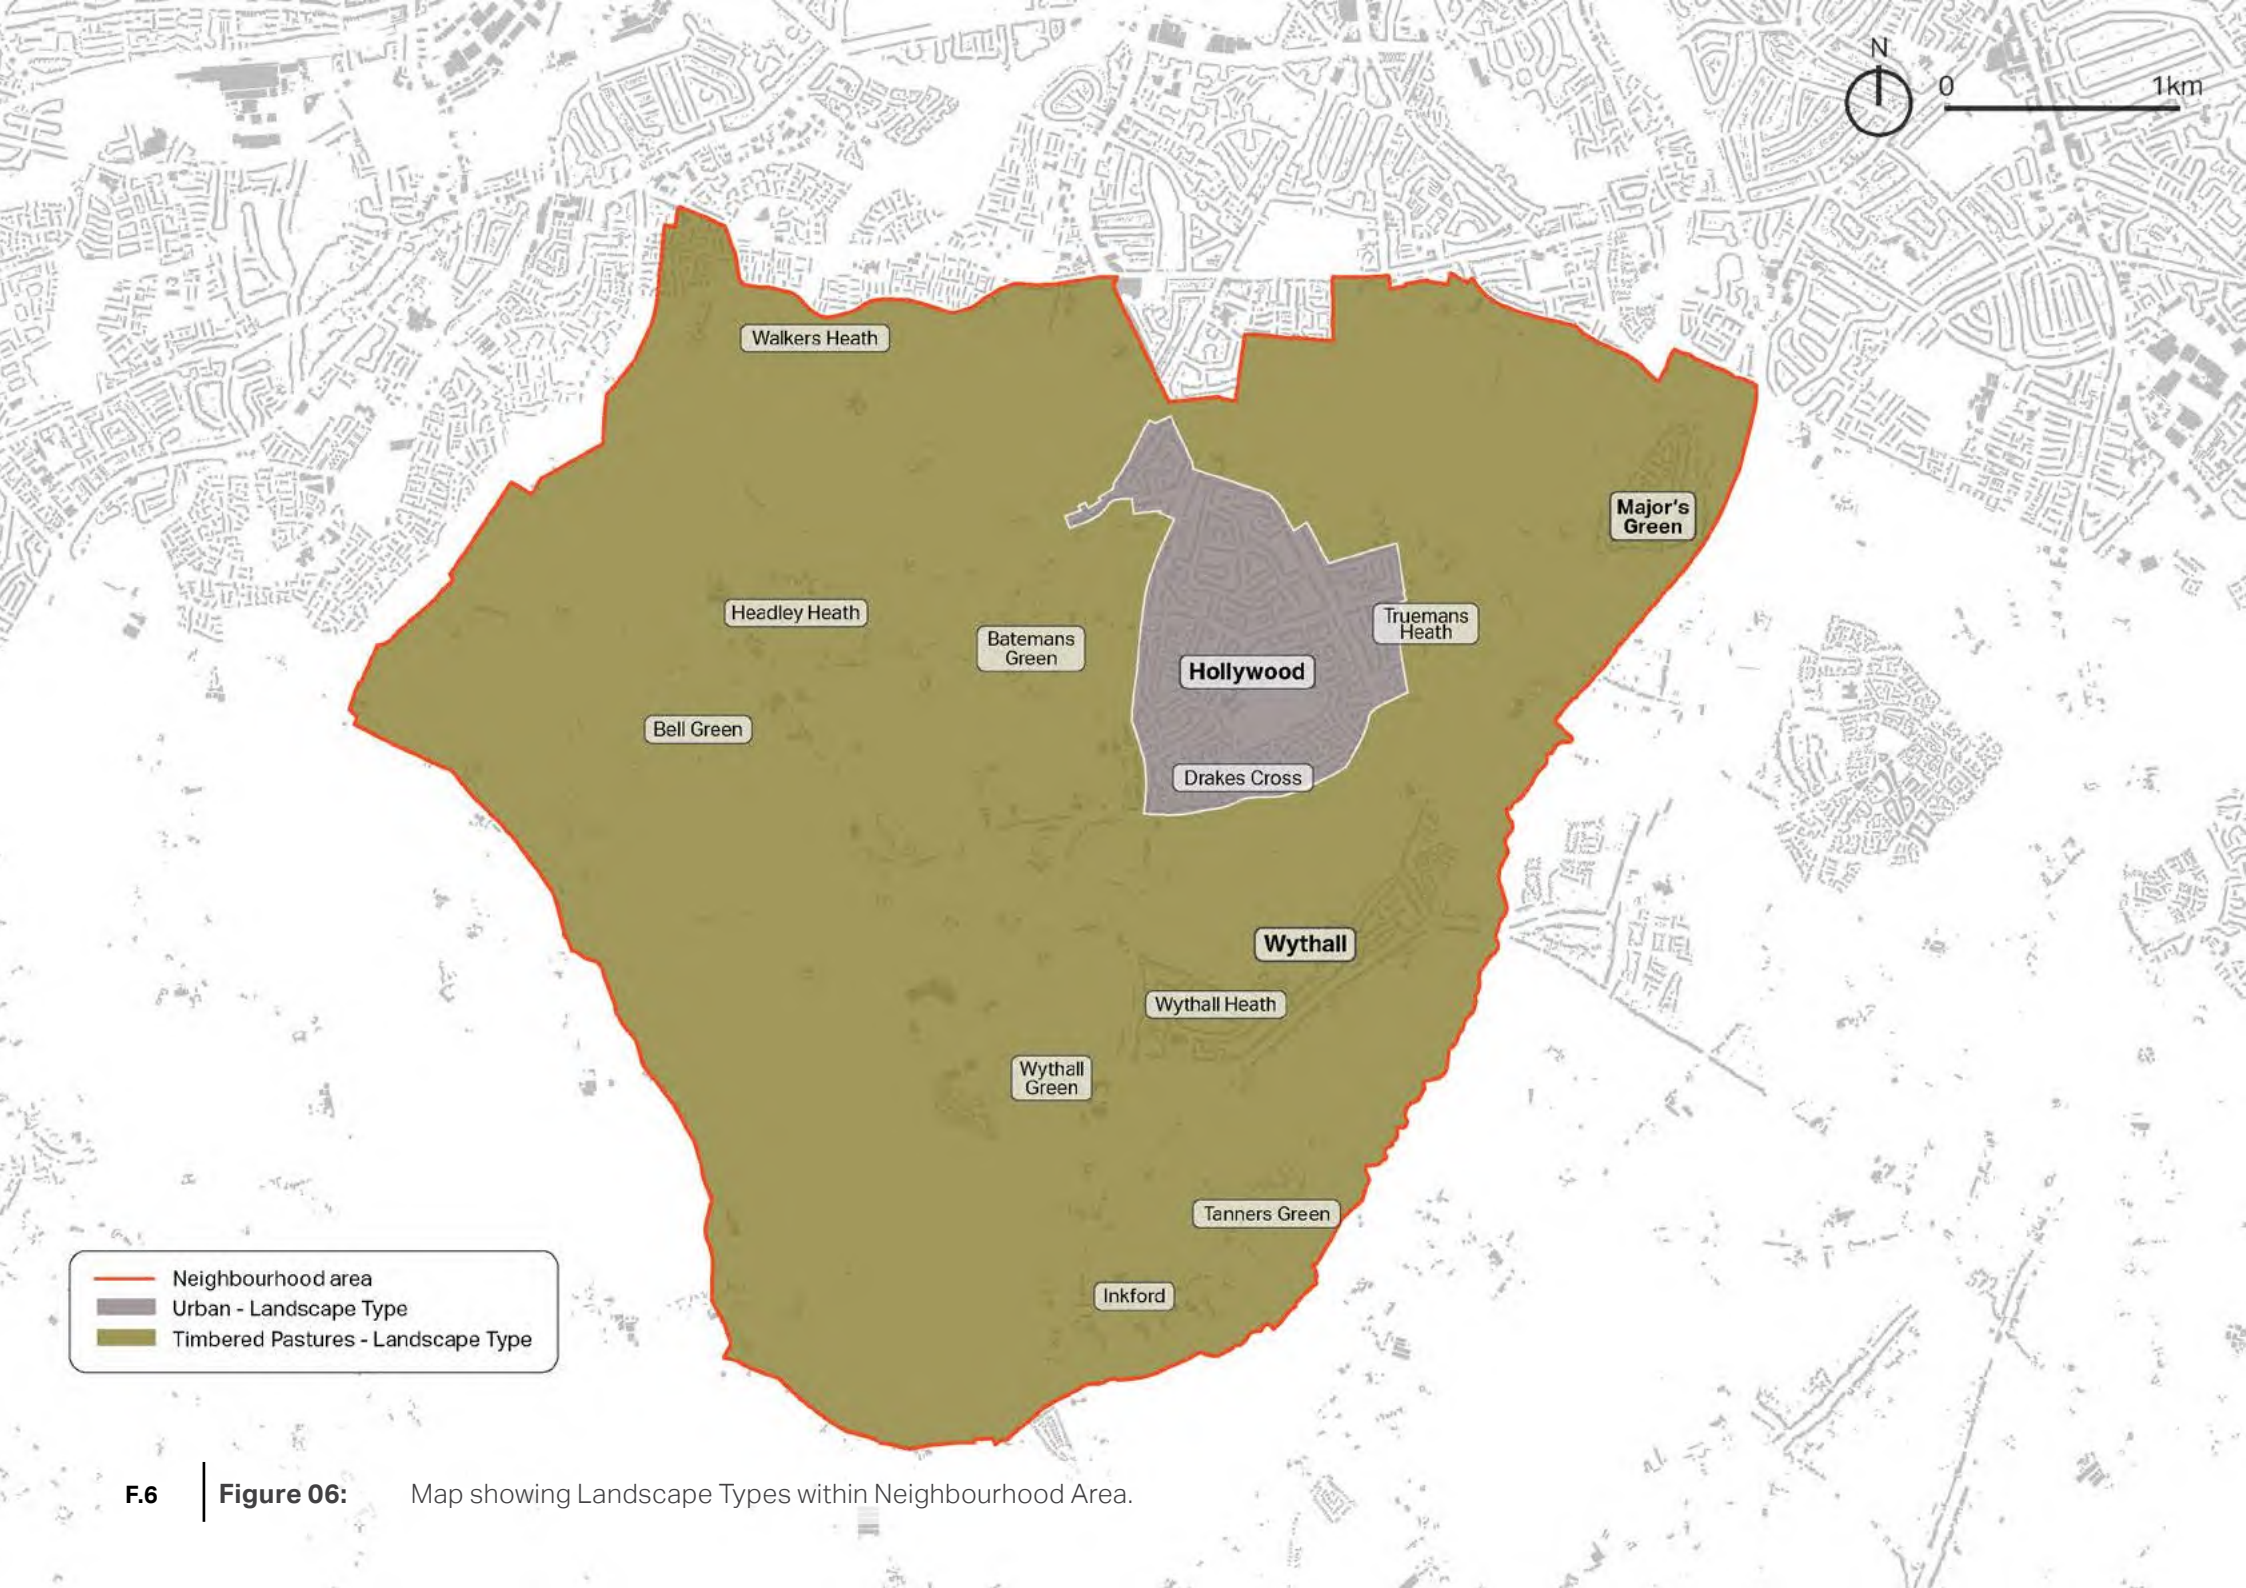 N
0 1km
Walkers Heath
Major's
Green
Headley Heath
Batemans
Green
Truemans
Heath
Hollywood
Bell Green
Drakes Cross
Wythall
Wythall Heath
Wythall
Green
Tanners Green
Inkford
Neighbourhood area
Urban - Landscape Type
Timbered Pastures - Landscape Type
F.6 Figure 06: Map showing Landscape Types within Neighbourhood Area.